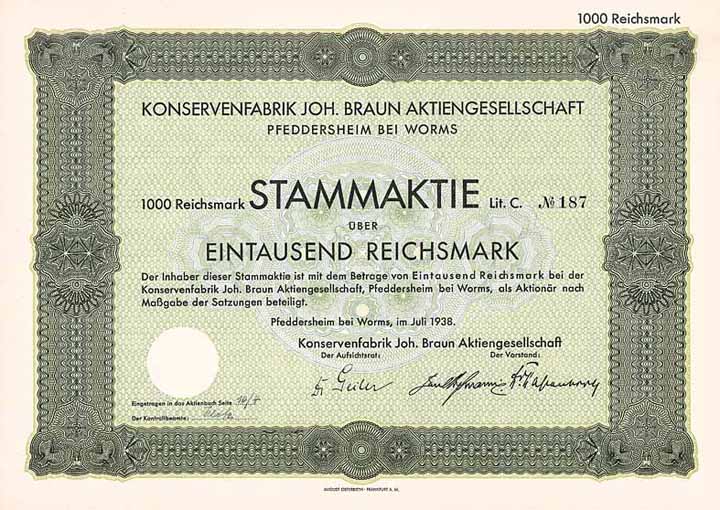 1000 Reichsmark
KONSERVENFABRIK JOH. BRAUN AKTIENGESELLSCHAFT
PFEDDERSHEIM BEI WORMS
1000 Reichsmark STAMMAKTIE Lit. C. № 187
ÜBER
EINTAUSEND REICHSMARK
Der Inhaber dieser Stammaktie ist mit dem Betrage von Eintausend Reichsmark bei der
Konservenfabrik Joh. Braun Aktiengesellschaft, Pfeddersheim bei Worms, als Aktionär nach
Maßgabe der Satzungen beteiligt.
Pfeddersheim bei Worms, im Juli 1938.
Konservenfabrik Joh. Braun Aktiengesellschaft
Der Aufsichtsrat: Der Vorstand:
Eingetragen in das Aktienbuch Seite
Der Kontrollbeamte:
AUGUST OSTERRIETH · FRANKFURT A. M.